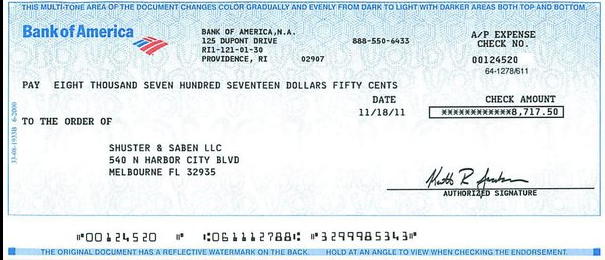 THIS MULTI-TONE AREA OF THE DOCUMENT CHANGES COLOR GRADUALLY AND EVENLY FROM DARK TO LIGHT WITH DARKER AREAS BOTH TOP AND BOTTOM.
Bank of America
BANK OF AMERICA,N.A.
125 DUPONT DRIVE 888-550-6433
RI1-121-01-30
PROVIDENCE, RI 02907
A/P EXPENSE
CHECK NO.
00124520
64-1278/611
PAY EIGHT THOUSAND SEVEN HUNDRED SEVENTEEN DOLLARS FIFTY CENTS
DATE CHECK AMOUNT
11/18/11 ************8,717.50
TO THE ORDER OF
SHUSTER & SABEN LLC
540 N HARBOR CITY BLVD
MELBOURNE FL 32935
AUTHORIZED SIGNATURE
⑈00124520 ⑈ ⑆061112788⑆ ⑈3299985343⑈
THE ORIGINAL DOCUMENT HAS A REFLECTIVE WATERMARK ON THE BACK. HOLD AT AN ANGLE TO VIEW WHEN CHECKING THE ENDORSEMENT.